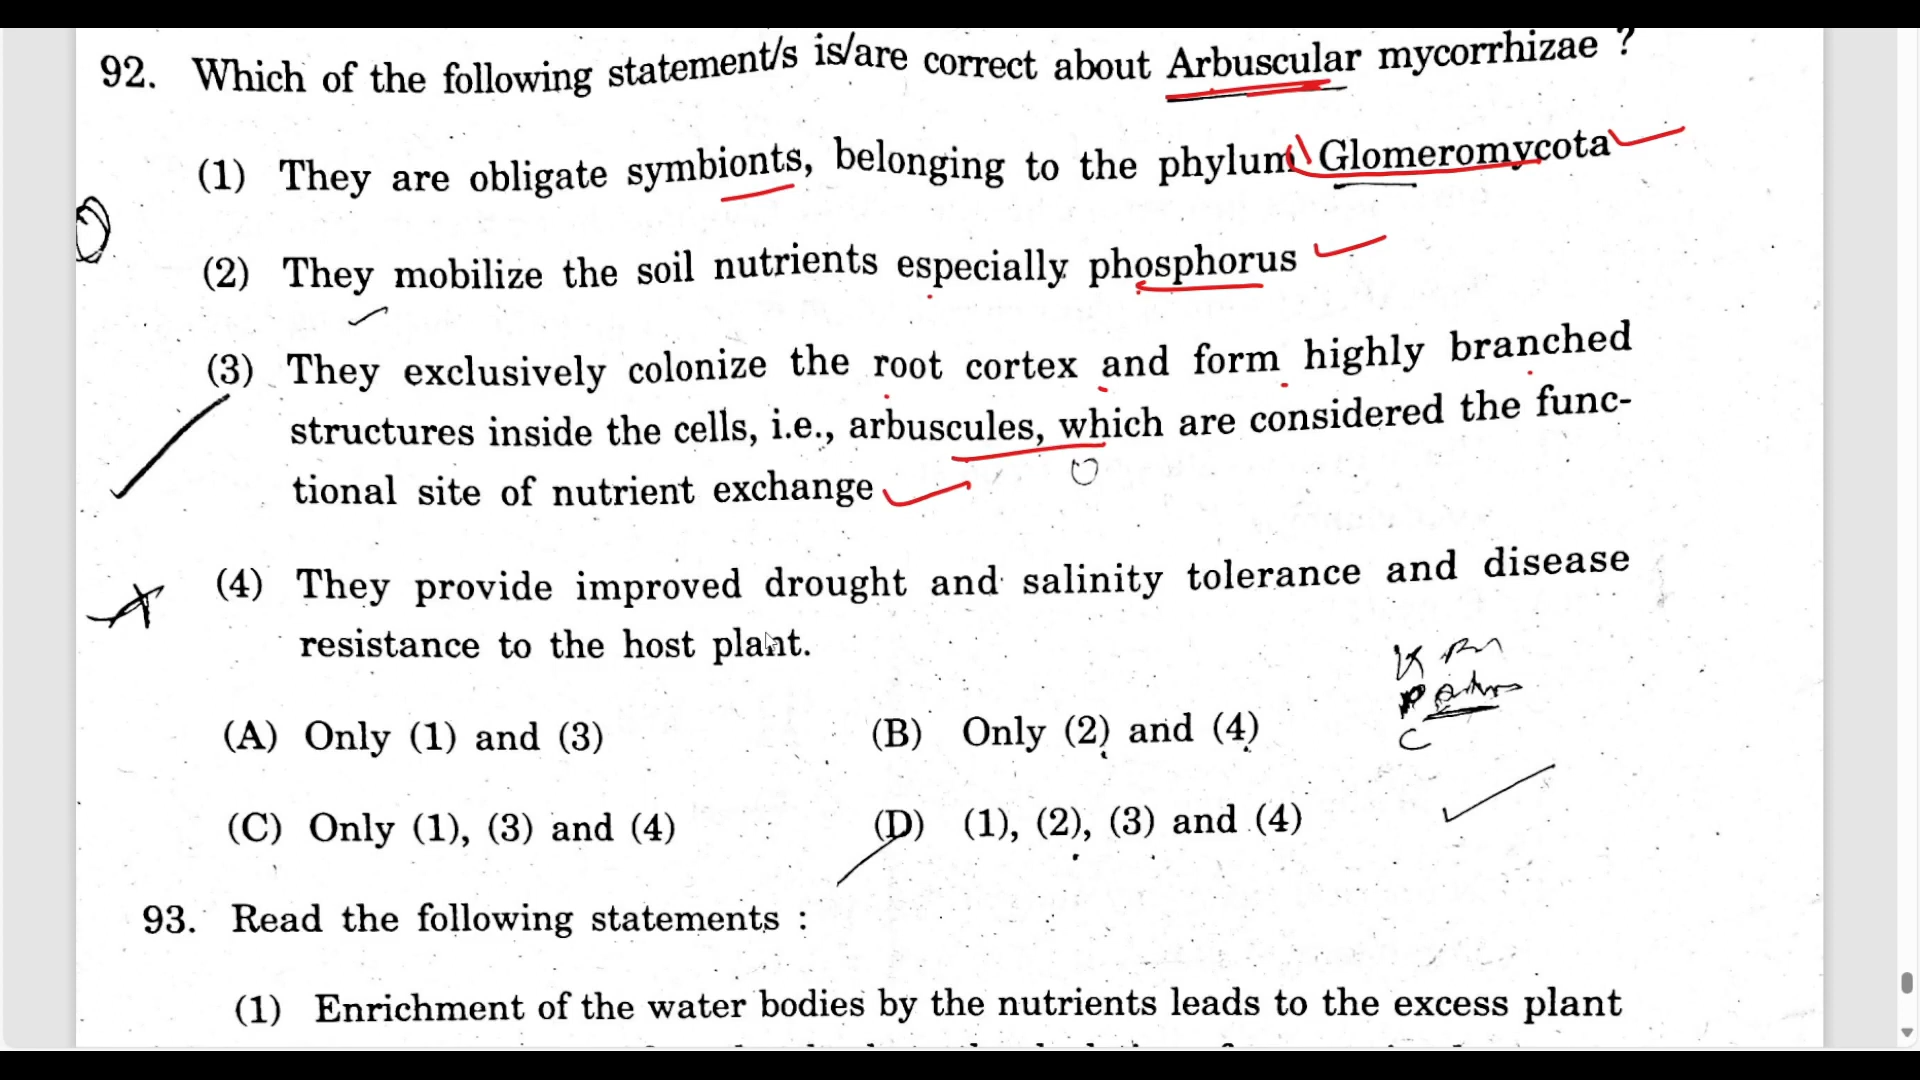 92. Which of the following statement/s is/are correct about Arbuscular mycorrhizae ?
(1) They are obligate symbionts, belonging to the phylum Glomeromycota
(2) They mobilize the soil nutrients especially phosphorus
(3) They exclusively colonize the root cortex and form highly branched
structures inside the cells, i.e., arbuscules, which are considered the func-
tional site of nutrient exchange
(4) They provide improved drought and salinity tolerance and disease
resistance to the host plant.
(A) Only (1) and (3)
(B) Only (2) and (4)
(C) Only (1), (3) and (4)
(D) (1), (2), (3) and (4)
93. Read the following statements :
(1) Enrichment of the water bodies by the nutrients leads to the excess plant